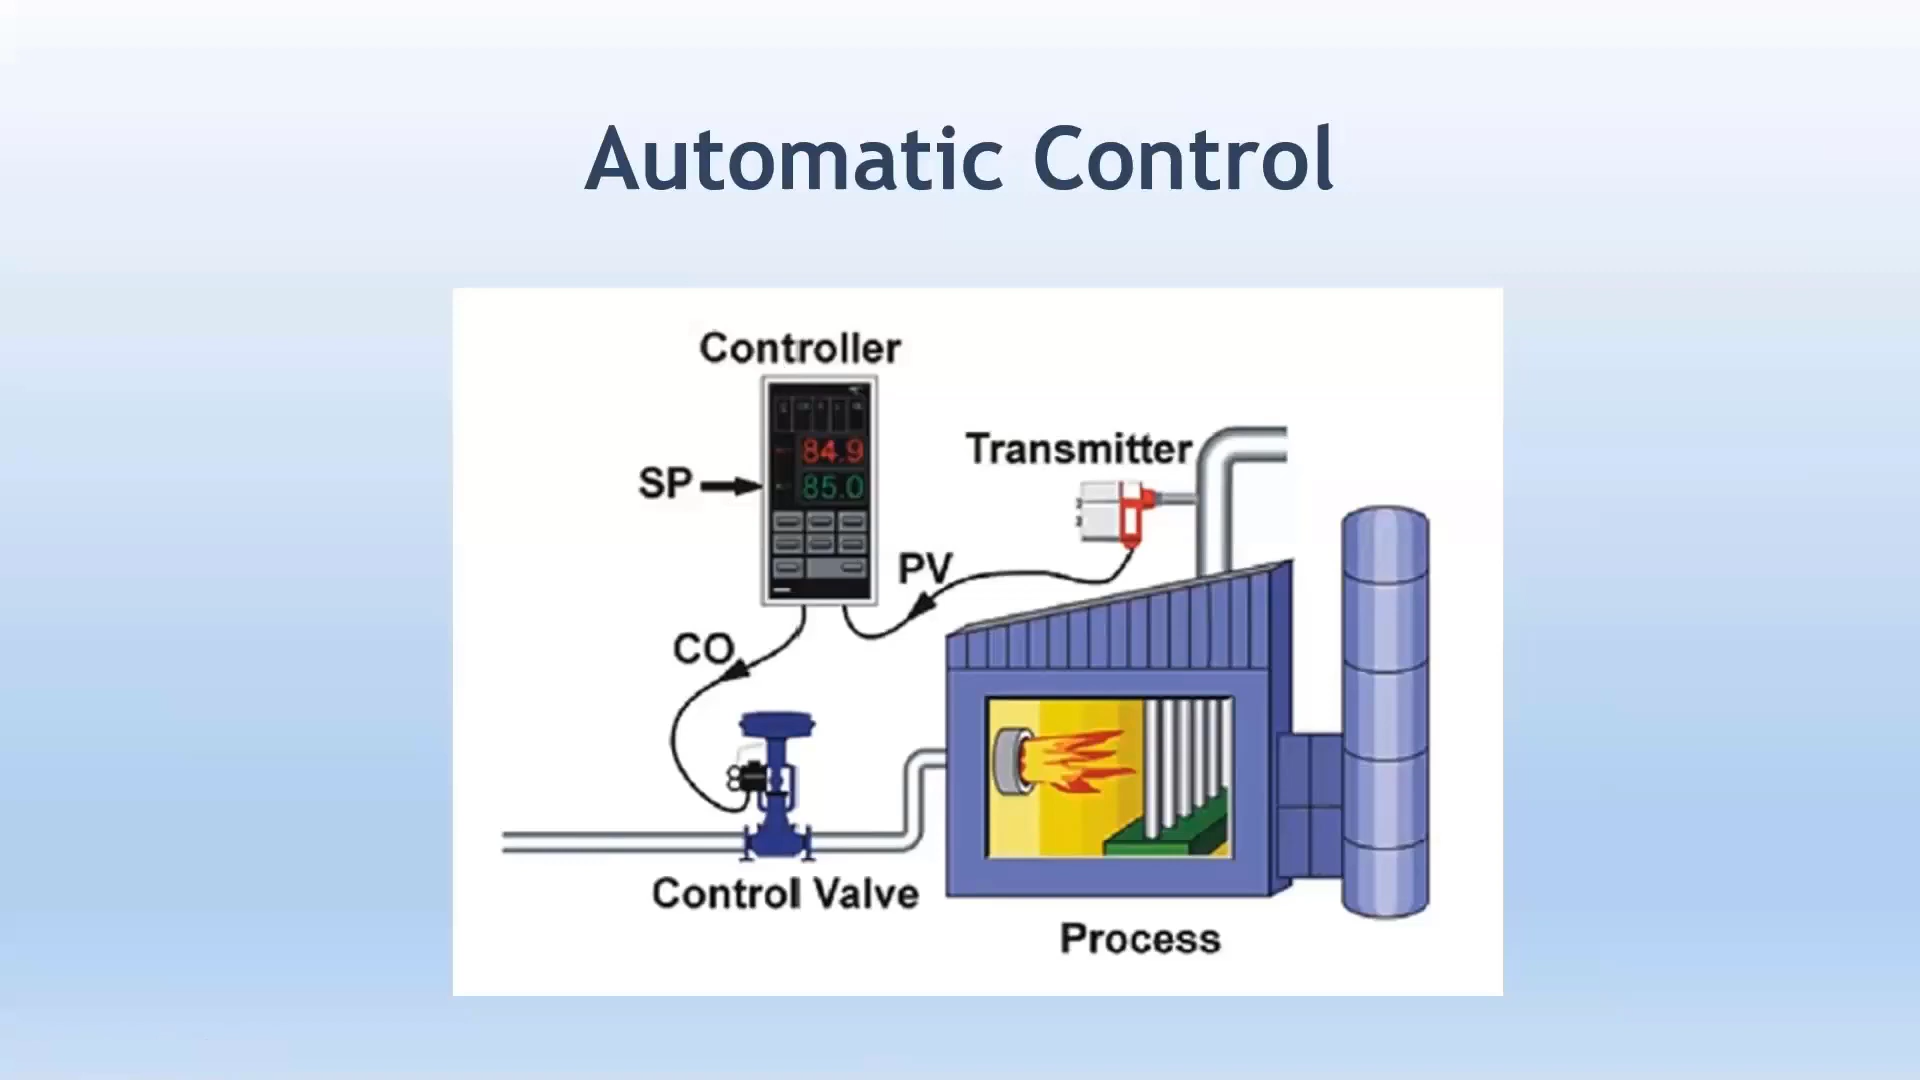 Automatic Control
Controller
84.9
SP
85.0
Transmitter
PV
CO
Control Valve
Process